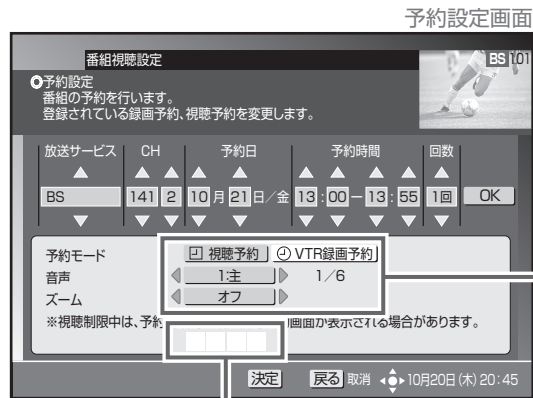 予約設定画面
番組視聴設定
BS 101
予約設定
番組の予約を行います。
登録されている録画予約、視聴予約を変更します。
放送サービス CH 予約日 予約時間 回数
BS 141 2 10 月 21 日/金 13 : 00 − 13 : 55 1回 OK
予約モード 視聴予約 VTR録画予約
音声 1:主 1/6
ズーム オフ
※視聴制限中は、予約 画面が表示される場合があります。
決定 戻る 取消 10月20日(木)20:45